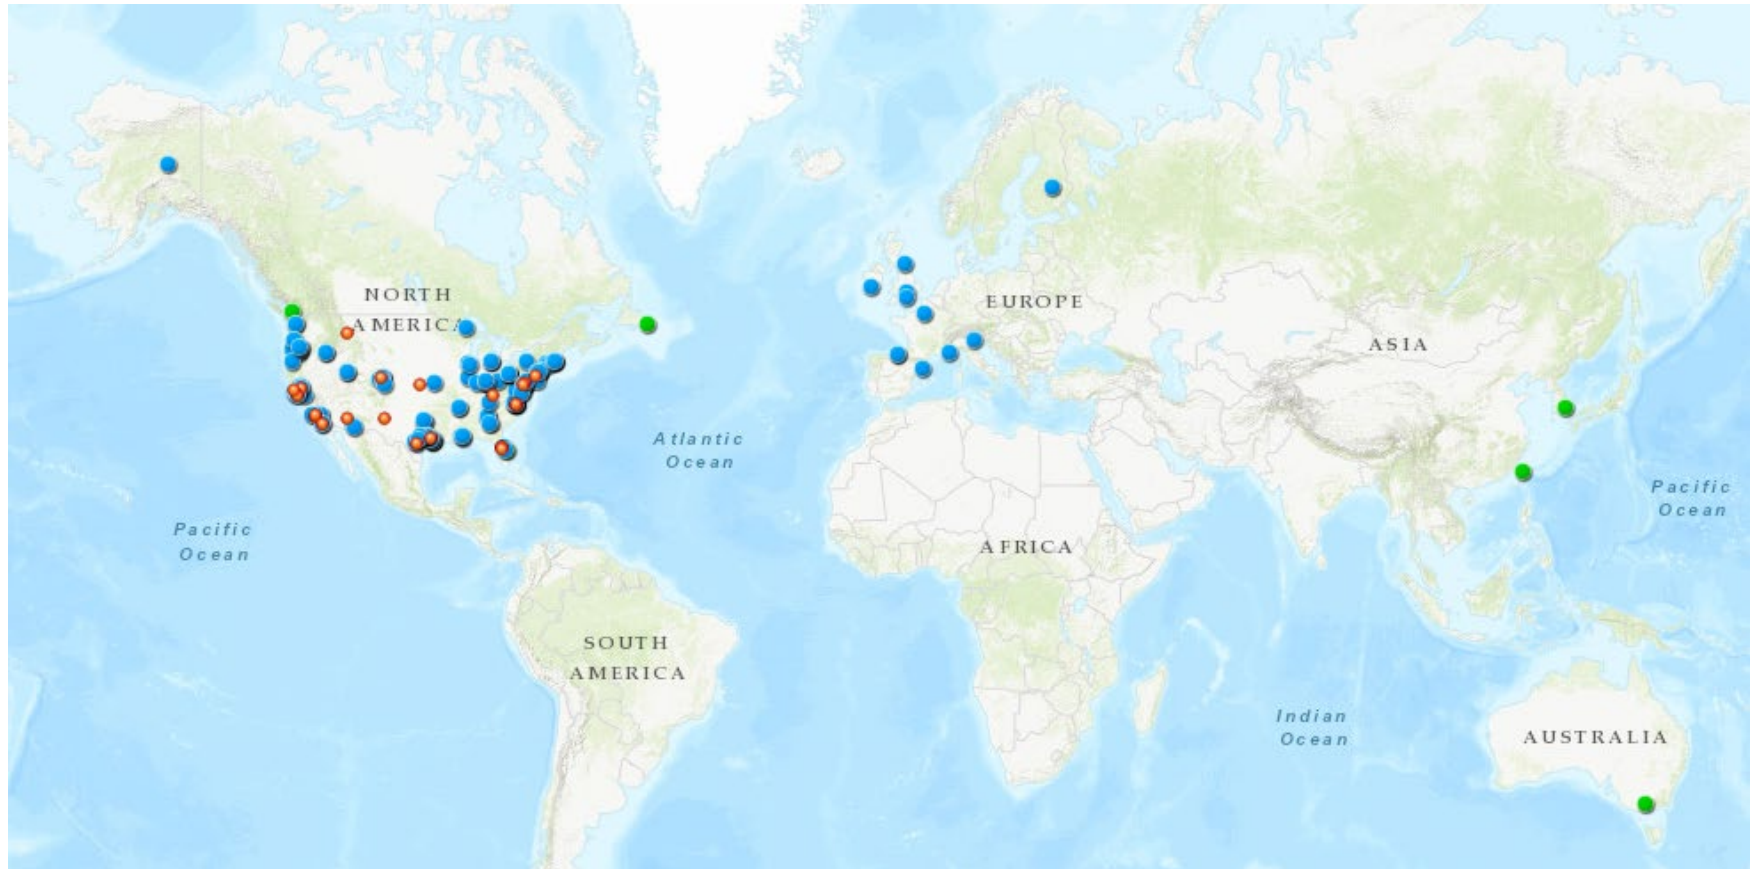 NORTH
AMERICA
EUROPE
ASIA
Atlantic
Ocean
Pacific
Ocean
Pacific
Ocean
AFRICA
SOUTH
AMERICA
Indian
Ocean
AUSTRALIA